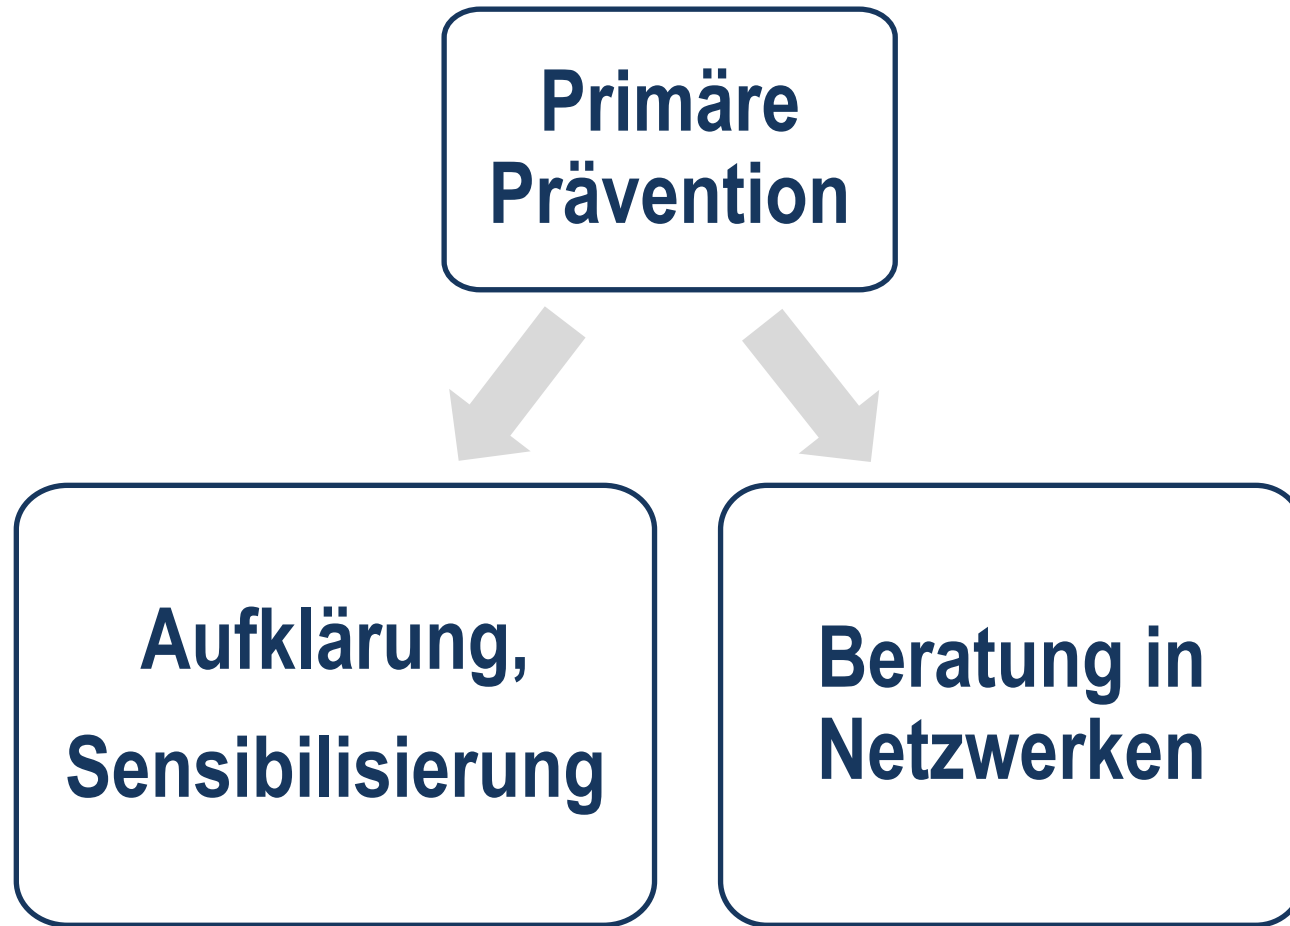 Primäre
Prävention
Aufklärung,
Sensibilisierung
Beratung in
Netzwerken